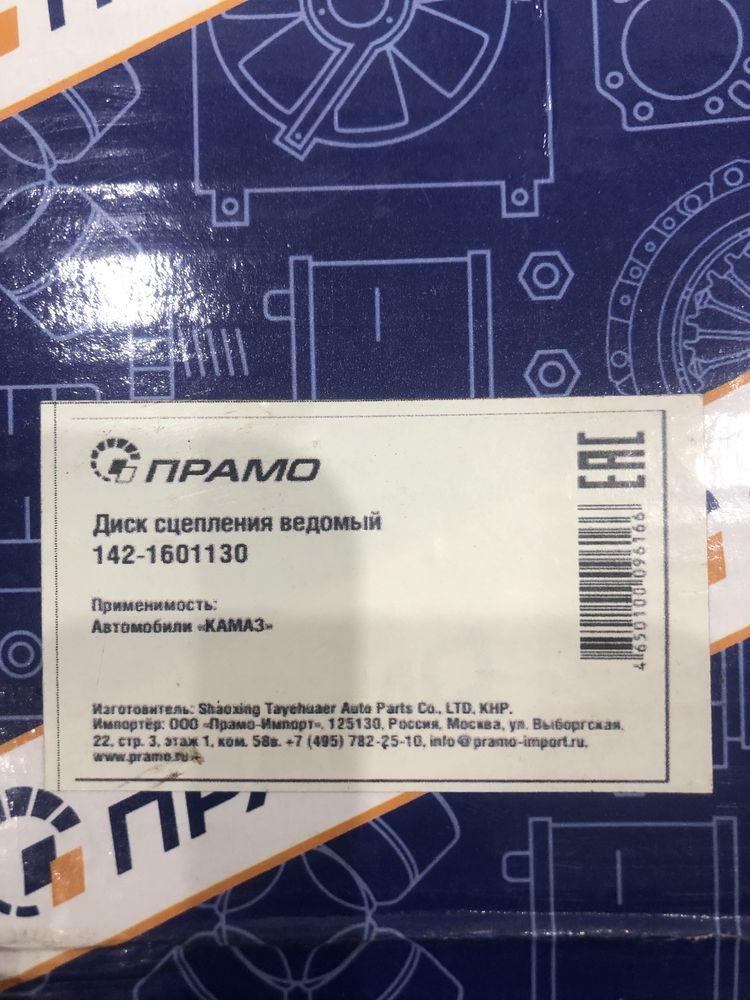 ПРАМО
EAC
Диск сцепления ведомый
142-1601130
4650100096166
Применимость:
Автомобили «КАМАЗ»
Изготовитель: Shaoxing Tayehuaer Auto Parts Co., LTD, КНР.
Импортёр: ООО «Прамо-Импорт», 125130, Россия, Москва, ул. Выборгская,
22, стр. 3, этаж 1, ком. 58в. +7 (495) 782-25-10, info@pramo-import.ru,
www.pramo.ru
ПРАМО